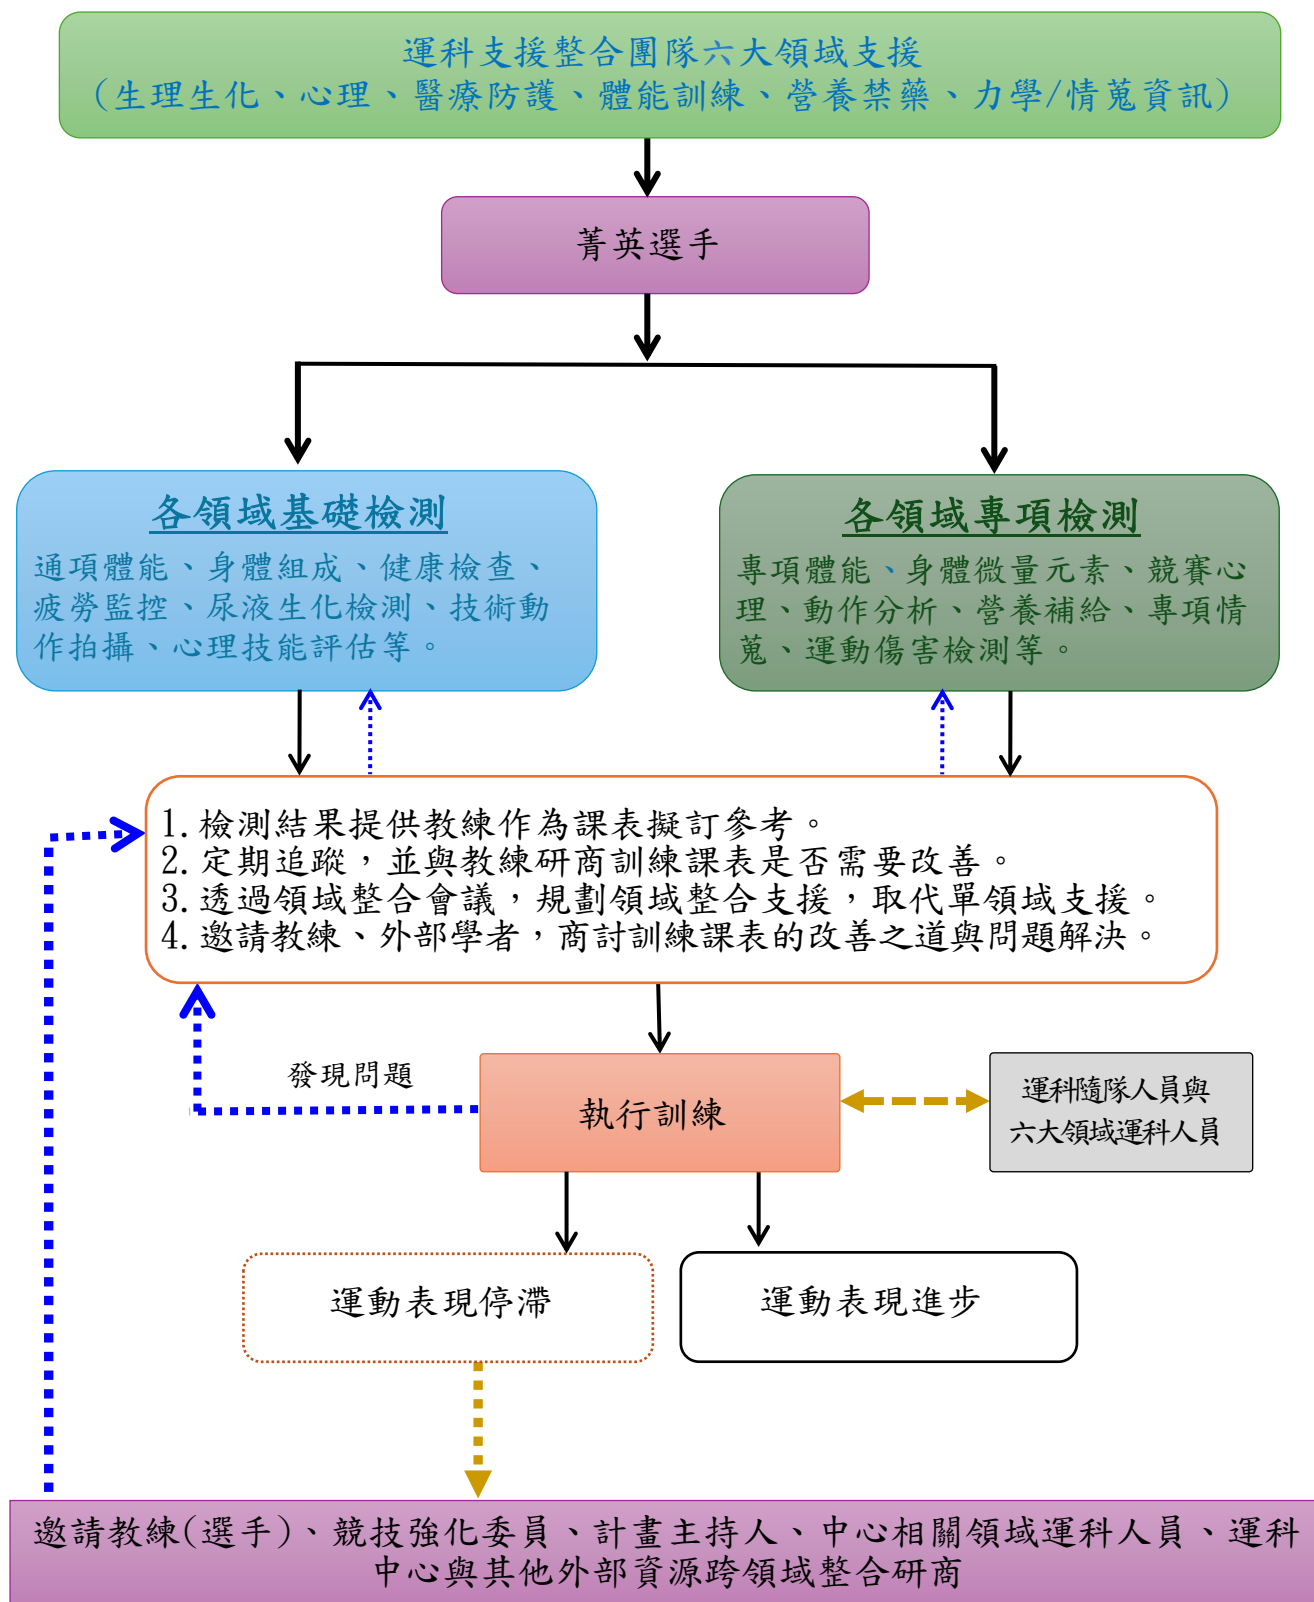 運科支援整合團隊六大領域支援
(生理生化、心理、醫療防護、體能訓練、營養禁藥、力學/情蒐資訊)
菁英選手
各領域基礎檢測
通項體能、身體組成、健康檢查、
疲勞監控、尿液生化檢測、技術動
作拍攝、心理技能評估等。
各領域專項檢測
專項體能、身體微量元素、競賽心
理、動作分析、營養補給、專項情
蒐、運動傷害檢測等。
1.檢測結果提供教練作為課表擬訂參考。
2.定期追蹤，並與教練研商訓練課表是否需要改善。
3.透過領域整合會議，規劃領域整合支援，取代單領域支援。
4.邀請教練、外部學者，商討訓練課表的改善之道與問題解決。
發現問題
執行訓練
運科隨隊人員與
六大領域運科人員
運動表現停滯
運動表現進步
邀請教練(選手)、競技強化委員、計畫主持人、中心相關領域運科人員、運科
中心與其他外部資源跨領域整合研商